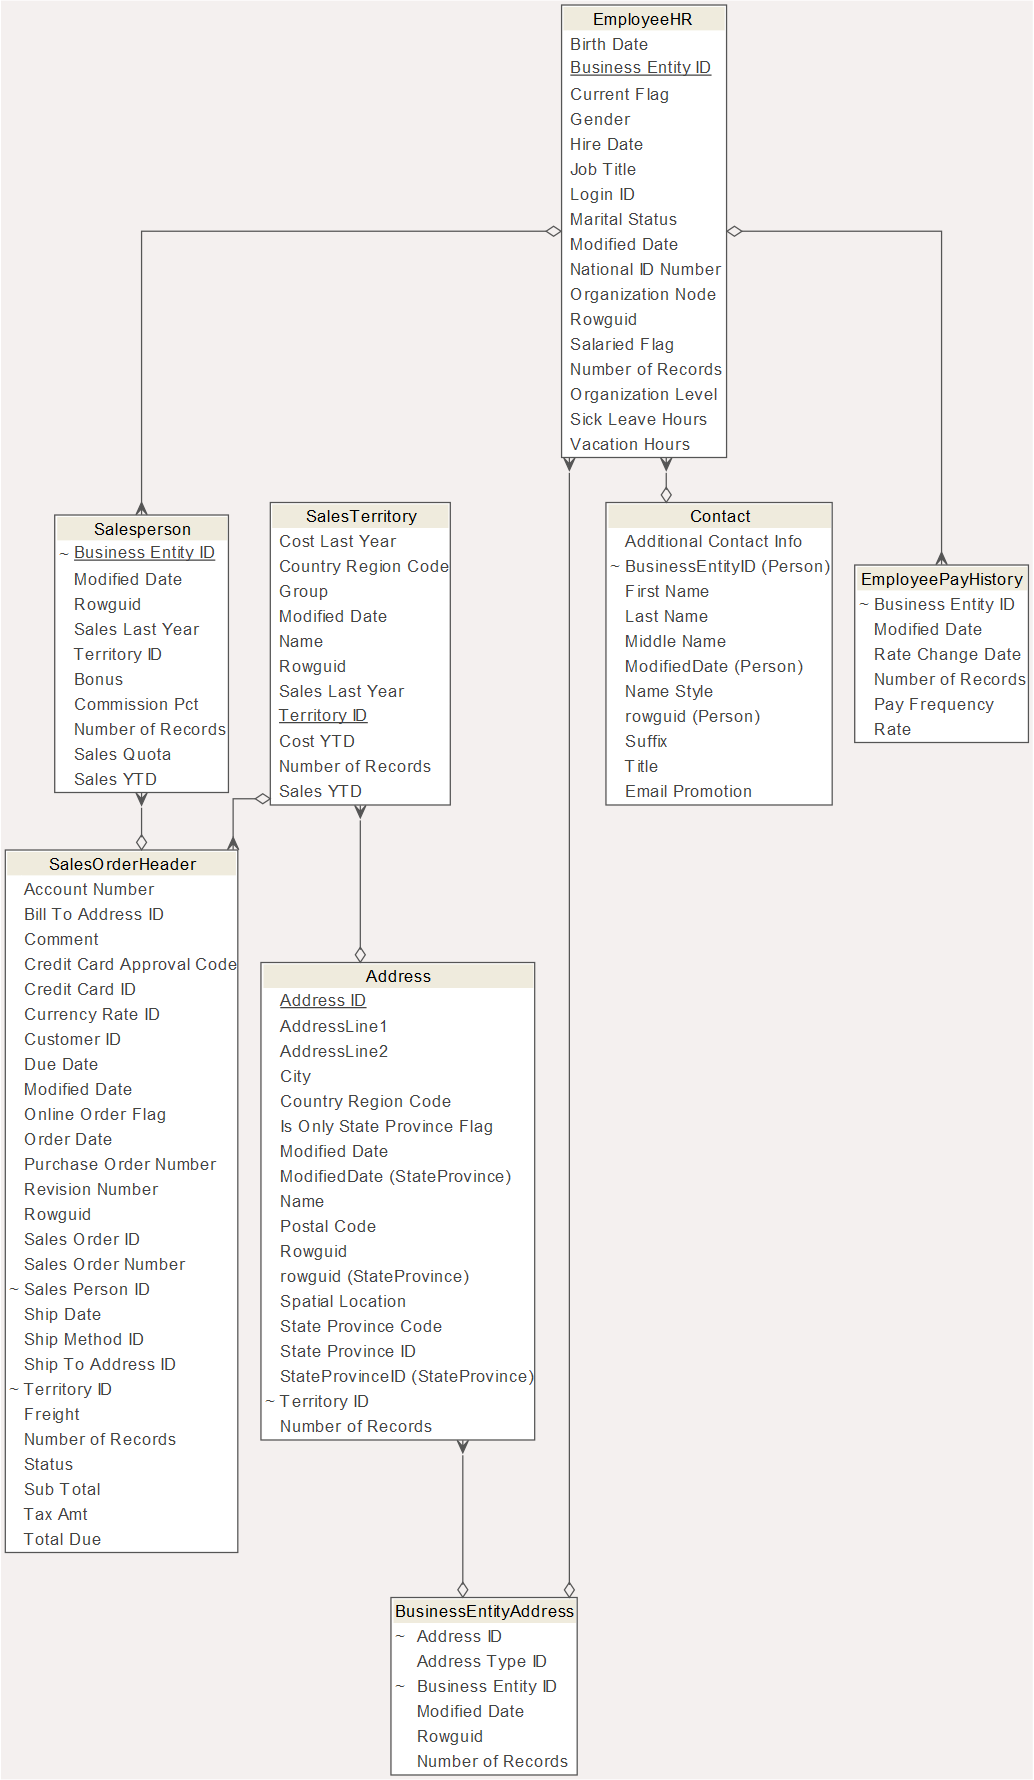 EmployeeHR
Birth Date
Business Entity ID
Current Flag
Gender
Hire Date
Job Title
Login ID
Marital Status
Modified Date
National ID Number
Organization Node
Rowguid
Salaried Flag
Number of Records
Organization Level
Sick Leave Hours
Vacation Hours
Salesperson
~ Business Entity ID
Modified Date
Rowguid
Sales Last Year
Territory ID
Bonus
Commission Pct
Number of Records
Sales Quota
Sales YTD
SalesTerritory
Cost Last Year
Country Region Code
Group
Modified Date
Name
Rowguid
Sales Last Year
Territory ID
Cost YTD
Number of Records
Sales YTD
Contact
Additional Contact Info
~ BusinessEntityID (Person)
First Name
Last Name
Middle Name
ModifiedDate (Person)
Name Style
rowguid (Person)
Suffix
Title
Email Promotion
EmployeePayHistory
~ Business Entity ID
Modified Date
Rate Change Date
Number of Records
Pay Frequency
Rate
SalesOrderHeader
Account Number
Bill To Address ID
Comment
Credit Card Approval Code
Credit Card ID
Currency Rate ID
Customer ID
Due Date
Modified Date
Online Order Flag
Order Date
Purchase Order Number
Revision Number
Rowguid
Sales Order ID
Sales Order Number
~ Sales Person ID
Ship Date
Ship Method ID
Ship To Address ID
~ Territory ID
Freight
Number of Records
Status
Sub Total
Tax Amt
Total Due
Address
Address ID
AddressLine1
AddressLine2
City
Country Region Code
Is Only State Province Flag
Modified Date
ModifiedDate (StateProvince)
Name
Postal Code
Rowguid
rowguid (StateProvince)
Spatial Location
State Province Code
State Province ID
StateProvinceID (StateProvince)
~ Territory ID
Number of Records
BusinessEntityAddress
~ Address ID
Address Type ID
~ Business Entity ID
Modified Date
Rowguid
Number of Records